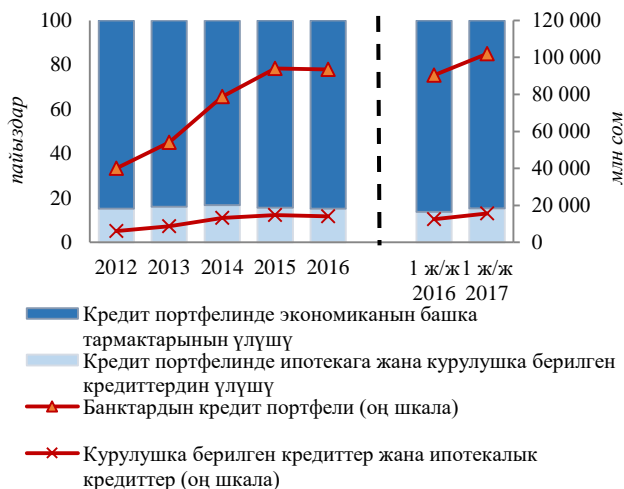 100
80
60
40
20
0
пайыздар
120 000
100 000
80 000
60 000
40 000
20 000
0
млн сом
2012 2013 2014 2015 2016
1 ж/ж 1 ж/ж
2016 2017
Кредит портфелинде экономиканын башка
тармактарынын үлүшү
Кредит портфелинде ипотекага жана курулушка берилген
кредиттердин үлүшү
Банктардын кредит портфели (оң шкала)
Курулушка берилген кредиттер жана ипотекалык
кредиттер (оң шкала)